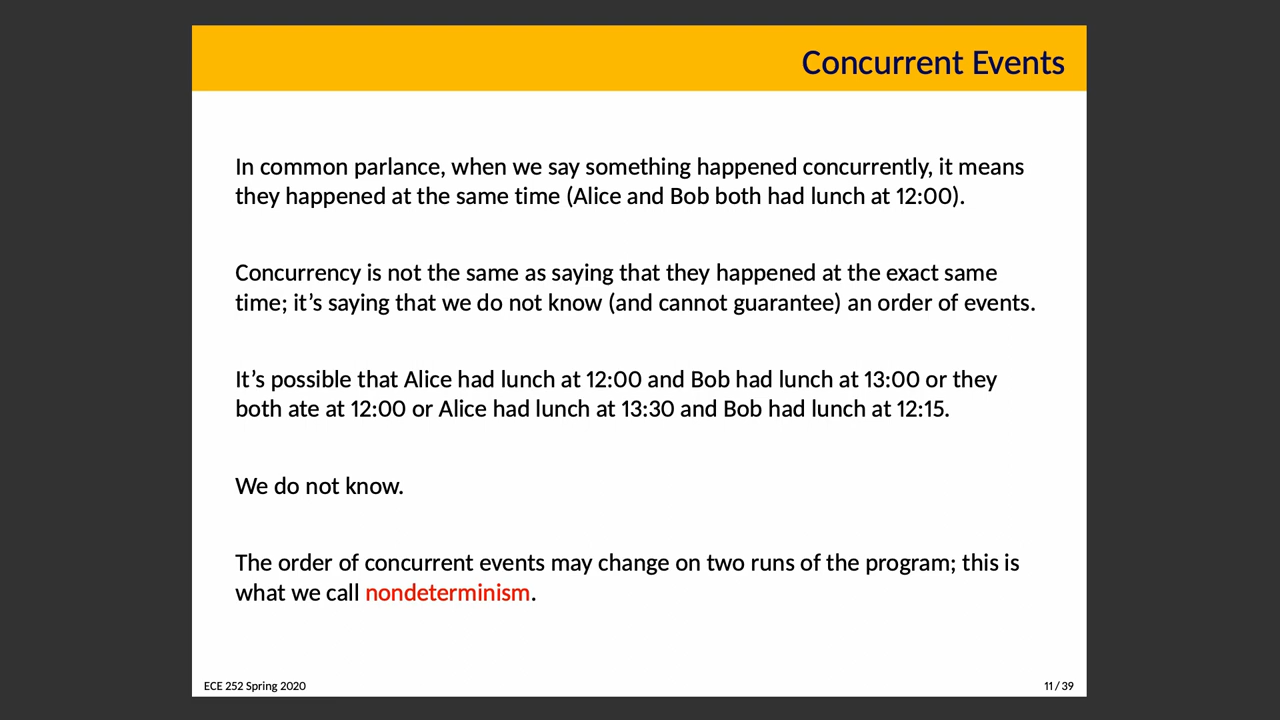 Concurrent Events
In common parlance, when we say something happened concurrently, it means
they happened at the same time (Alice and Bob both had lunch at 12:00).
Concurrency is not the same as saying that they happened at the exact same
time; it’s saying that we do not know (and cannot guarantee) an order of events.
It’s possible that Alice had lunch at 12:00 and Bob had lunch at 13:00 or they
both ate at 12:00 or Alice had lunch at 13:30 and Bob had lunch at 12:15.
We do not know.
The order of concurrent events may change on two runs of the program; this is
what we call nondeterminism.
ECE 252 Spring 2020
11 / 39